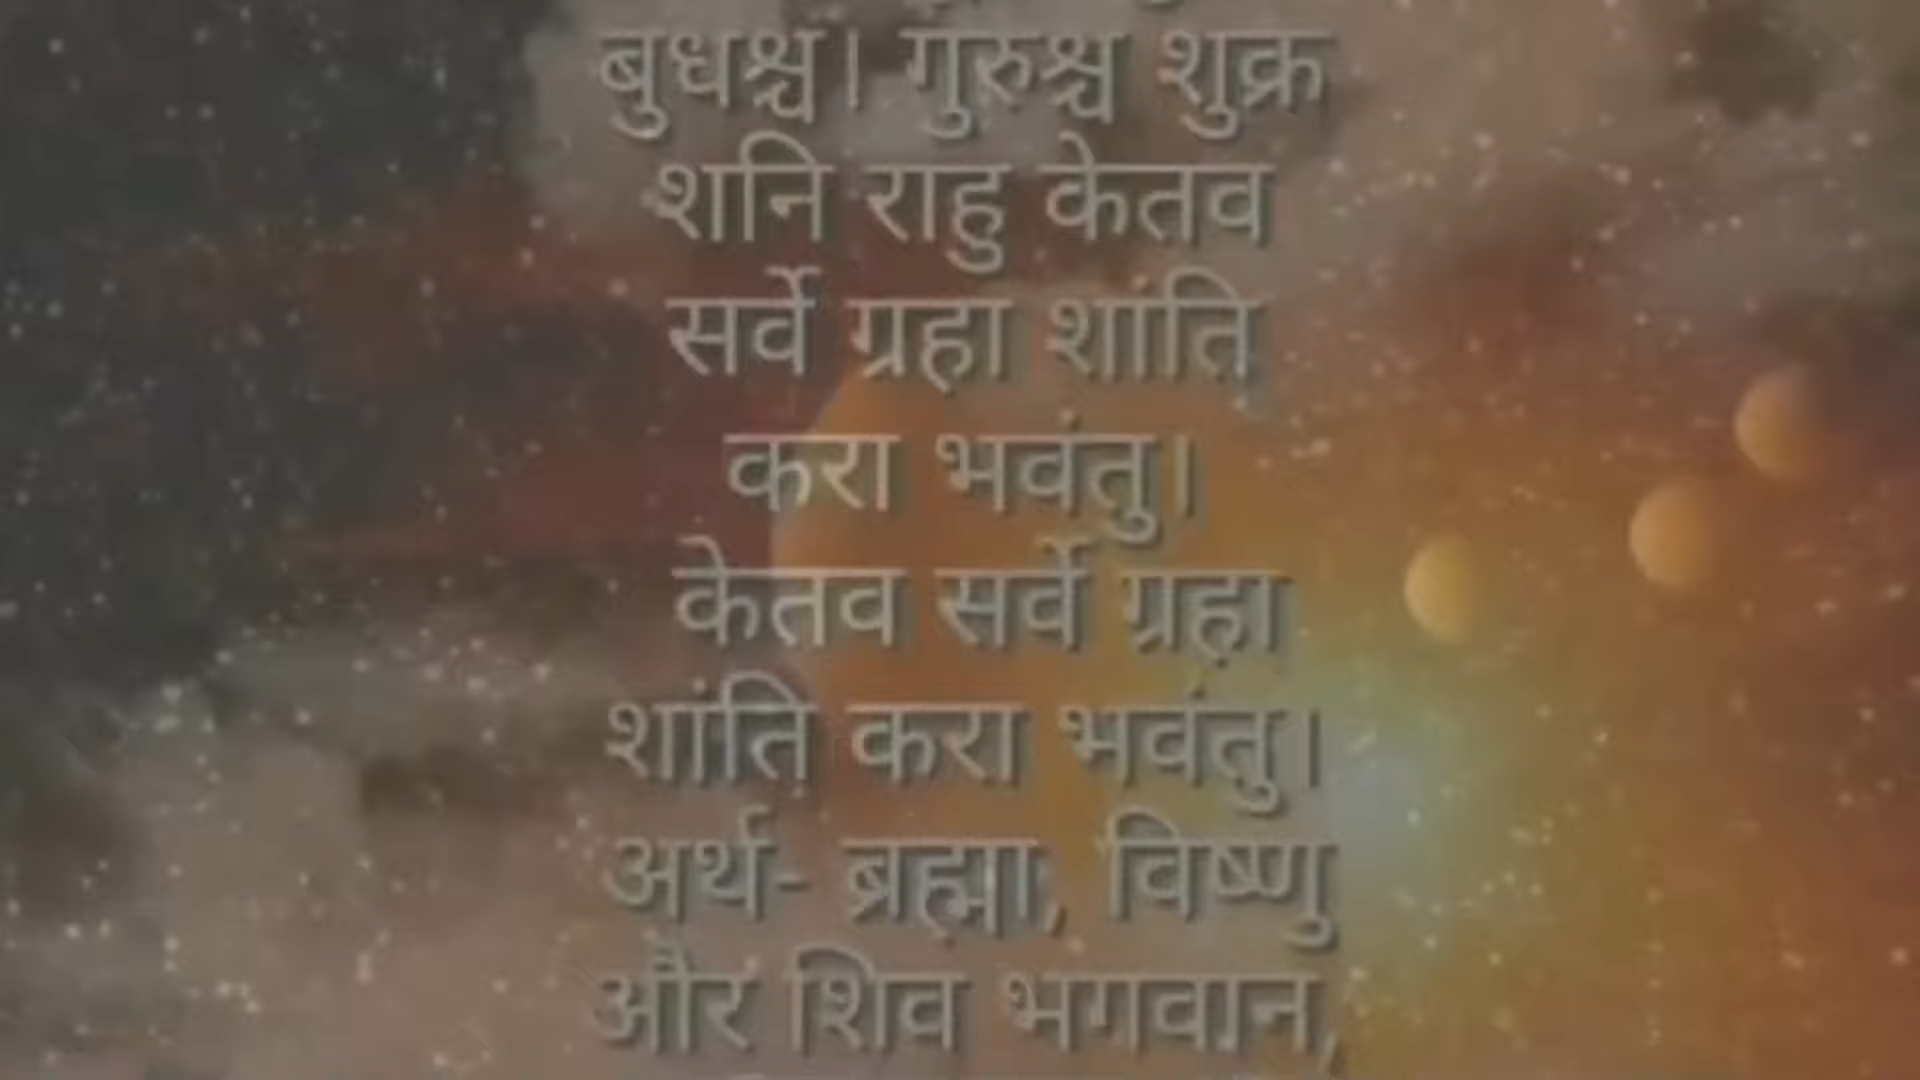 बुधश्च। गुरुश्च शुक्र
शनि राहु केतव
सर्वे ग्रहा शांति
करा भवंतु।
केतव सर्वे ग्रहा
शांति करा भवंतु।
अर्थ- ब्रह्मा, विष्णु
और शिव भगवान,